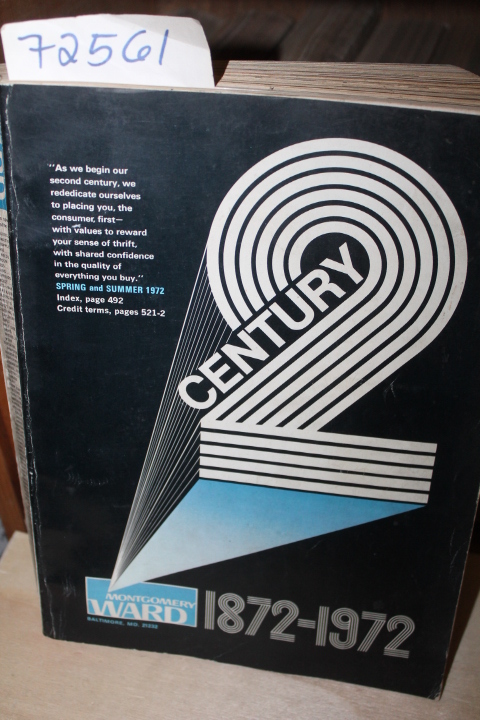 72561
"As we begin our
second century, we
rededicate ourselves
to placing you, the
consumer, first—
with values to reward
your sense of thrift,
with shared confidence
in the quality of
everything you buy."
SPRING and SUMMER 1972
Index, page 492
Credit terms, pages 521-2
2
CENTURY
MONTGOMERY
WARD
BALTIMORE, MD. 21232
1872-1972